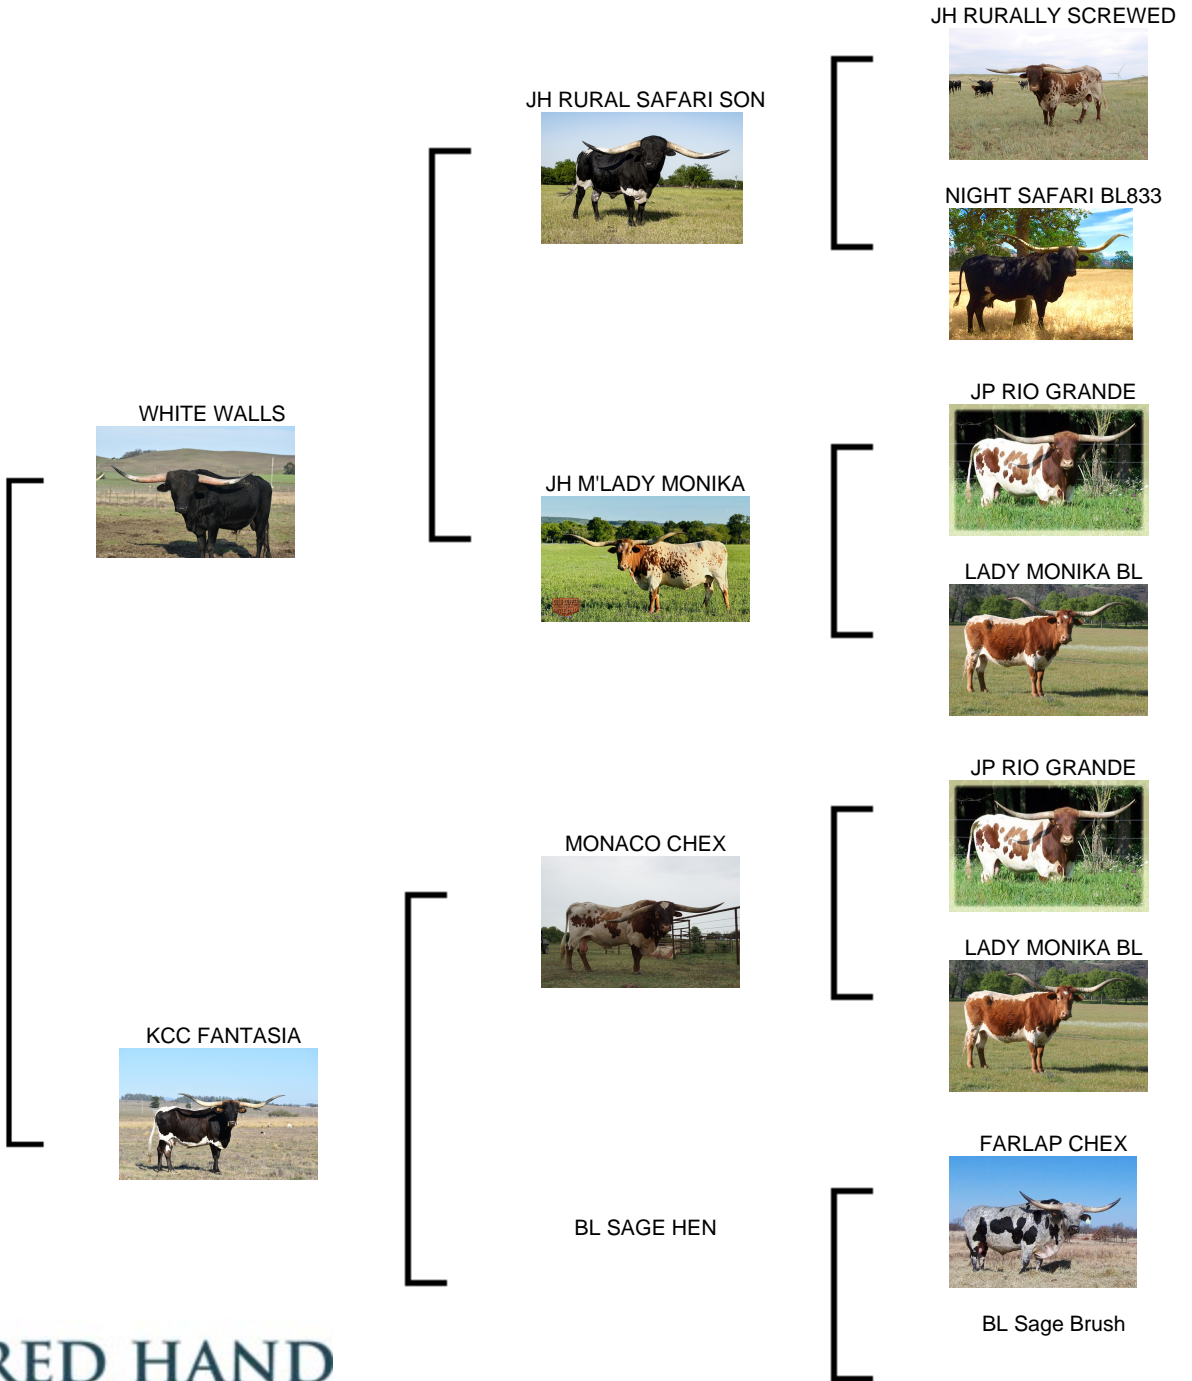 JH RURALLY SCREWED
JH RURAL SAFARI SON
NIGHT SAFARI BL833
JP RIO GRANDE
WHITE WALLS
JH M'LADY MONIKA
LADY MONIKA BL
JP RIO GRANDE
MONACO CHEX
LADY MONIKA BL
KCC FANTASIA
FARLAP CHEX
BL SAGE HEN
BL Sage Brush
RED HAND